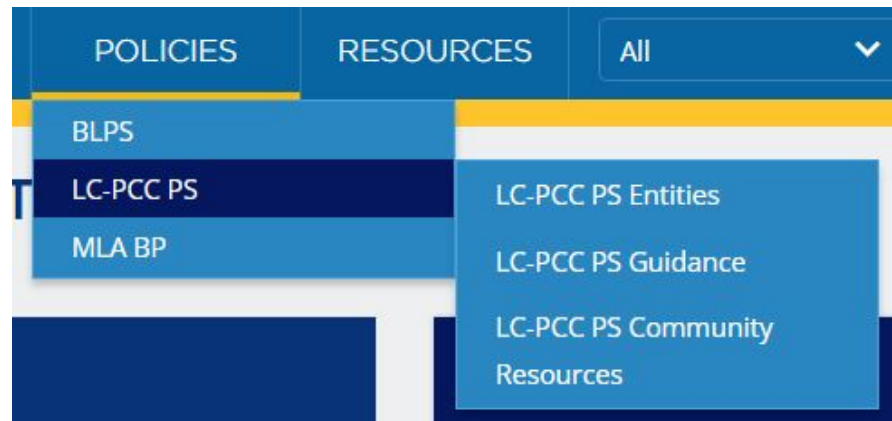 POLICIES RESOURCES All
BLPS
LC-PCC PS
MLA BP
LC-PCC PS Entities
LC-PCC PS Guidance
LC-PCC PS Community
Resources